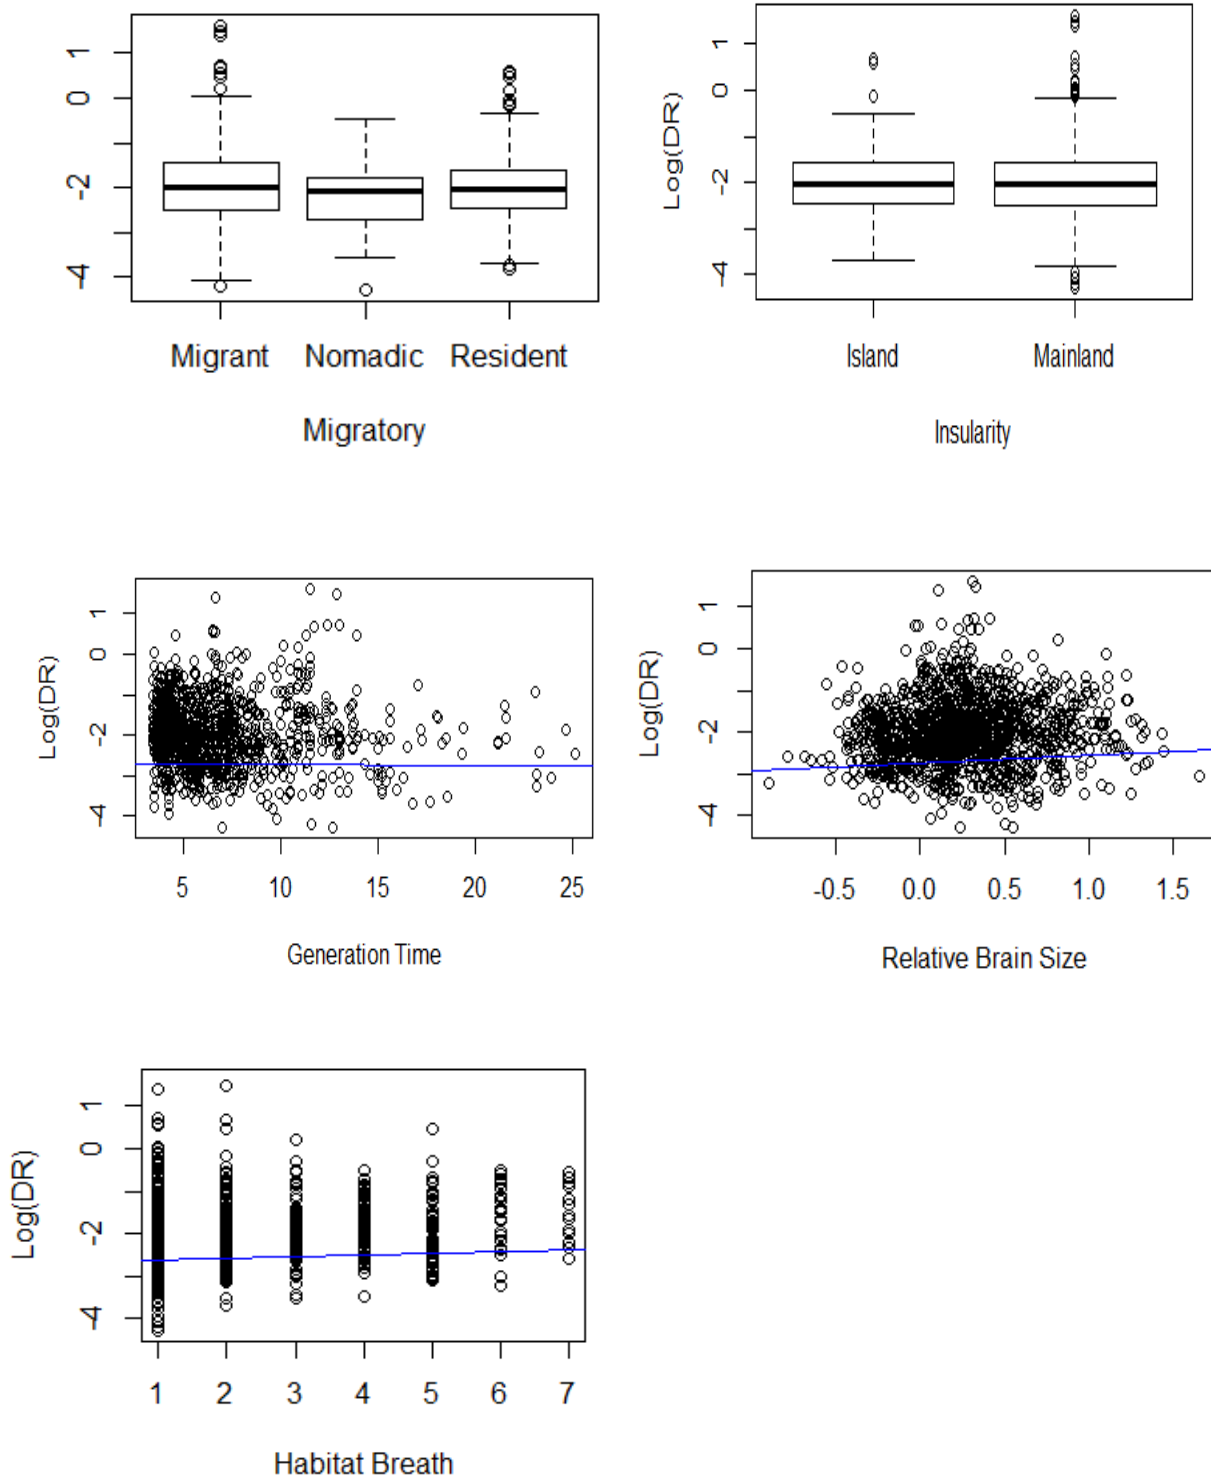 1
0
-2
-4
Migrant Nomadic Resident
Migratory
Log(DR)
1
0
-2
-4
Island Mainland
Insularity
Log(DR)
1
0
-2
-4
5 10 15 20 25
Generation Time
Log(DR)
1
0
-2
-4
-0.5 0.0 0.5 1.0 1.5
Relative Brain Size
Log(DR)
1
0
-2
-4
1 2 3 4 5 6 7
Habitat Breath